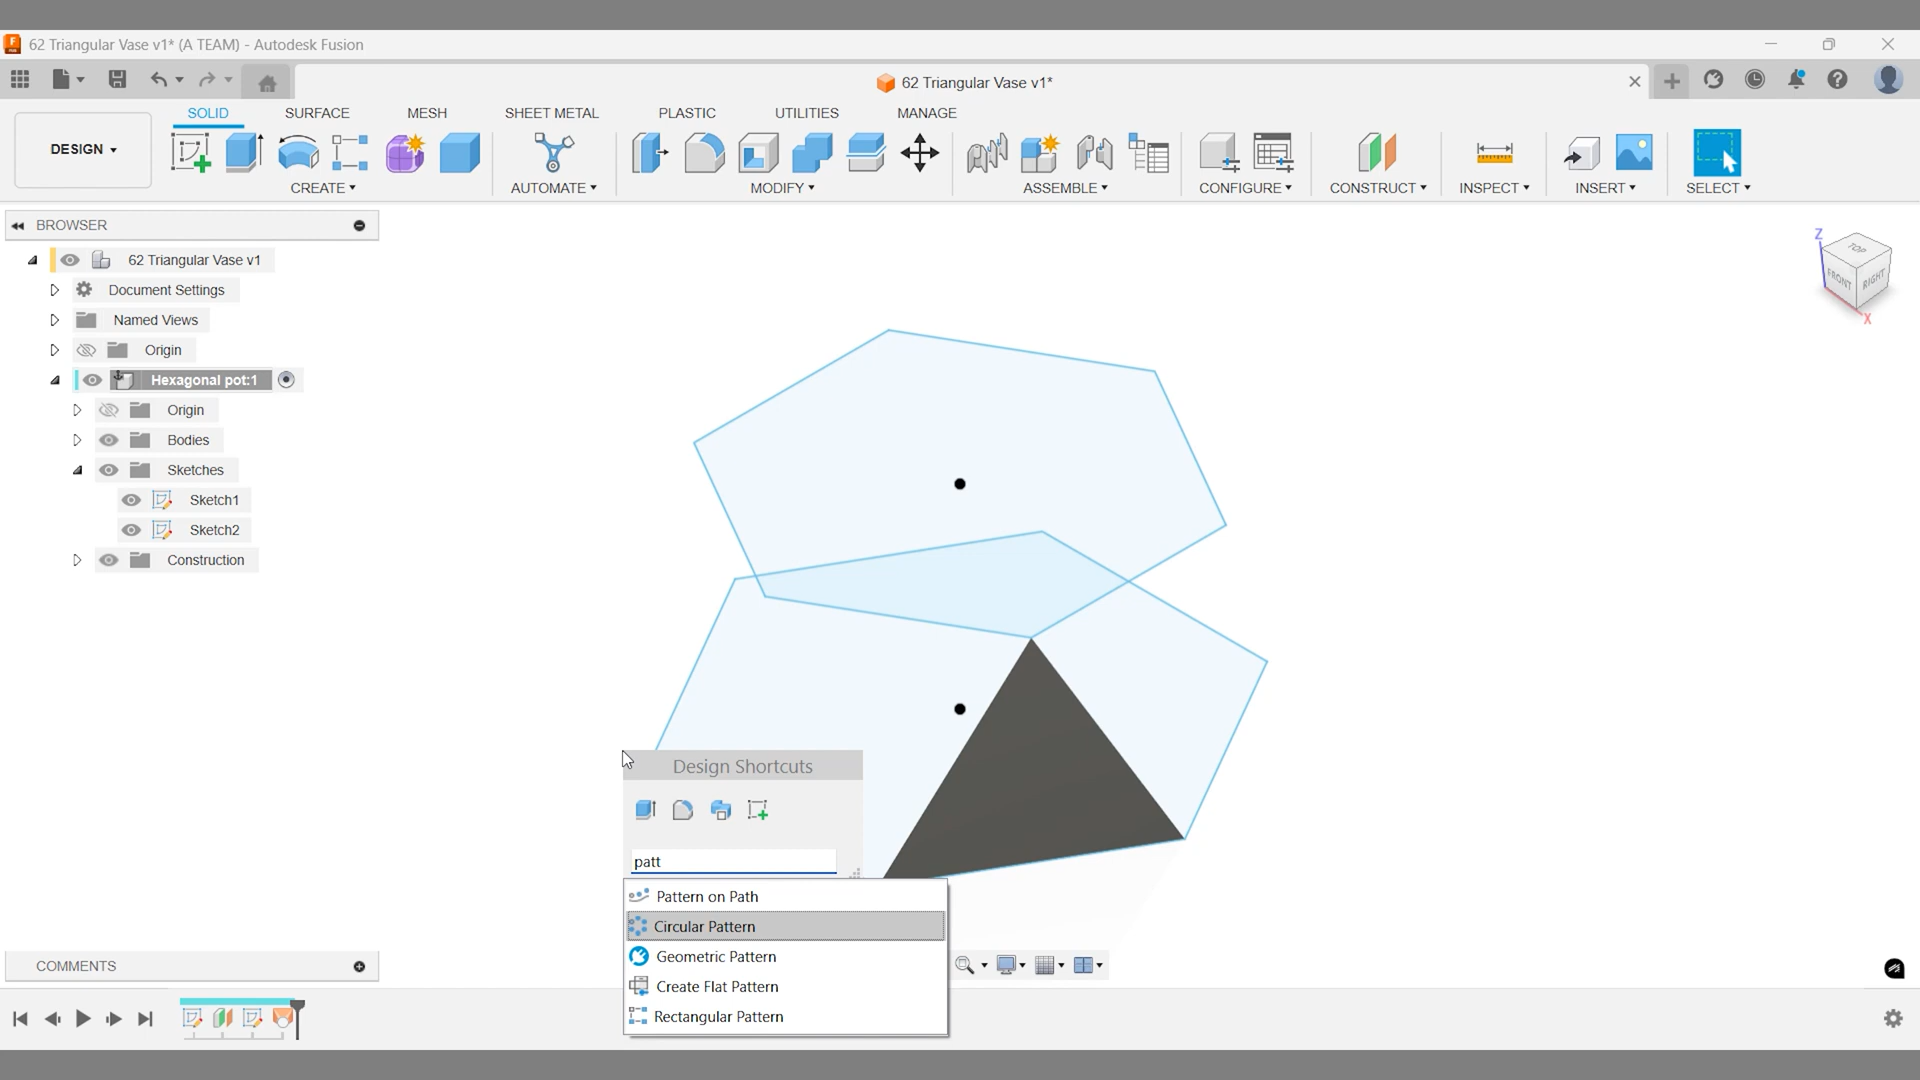 62 Triangular Vase v1* (A TEAM) - Autodesk Fusion
62 Triangular Vase v1*
SOLID SURFACE MESH SHEET METAL PLASTIC UTILITIES MANAGE
DESIGN
CREATE AUTOMATE MODIFY ASSEMBLE CONFIGURE CONSTRUCT INSPECT INSERT SELECT
BROWSER
62 Triangular Vase v1
Document Settings
Named Views
Origin
Hexagonal pot:1
Origin
Bodies
Sketches
Sketch1
Sketch2
Construction
Z
TOP
FRONT
RIGHT
X
Design Shortcuts
patt
Pattern on Path
Circular Pattern
Geometric Pattern
Create Flat Pattern
Rectangular Pattern
COMMENTS